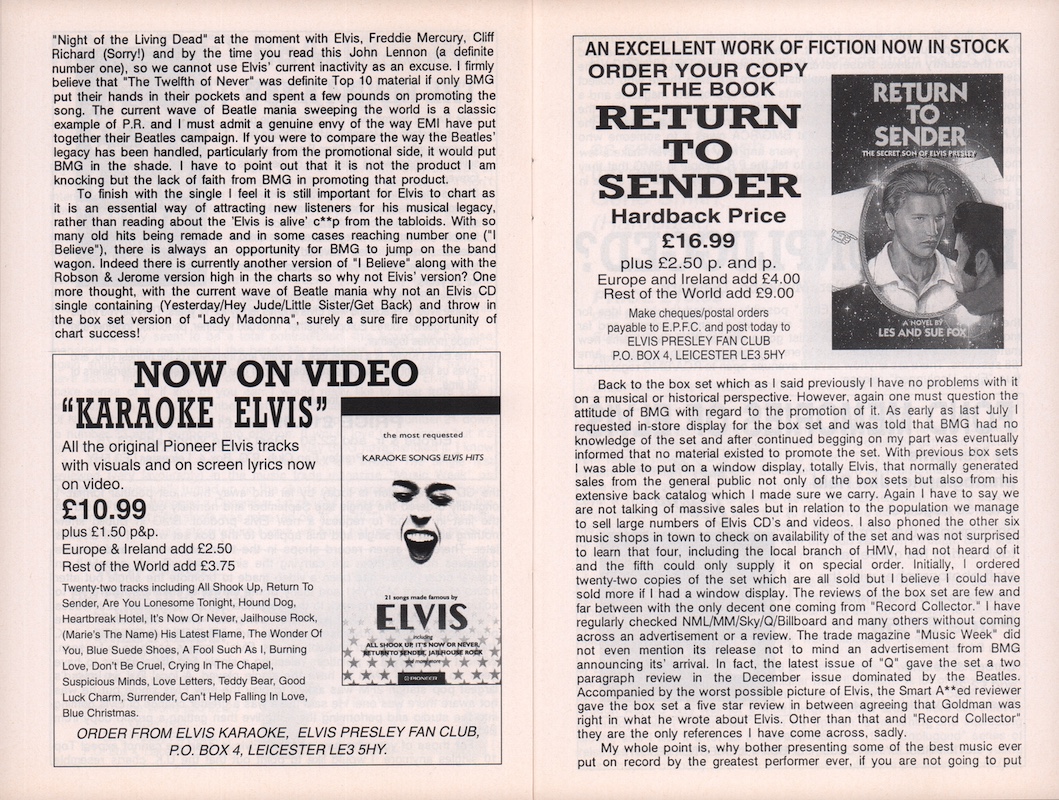 "Night of the Living Dead" at the moment with Elvis, Freddie Mercury, Cliff
Richard (Sorry!) and by the time you read this John Lennon (a definite
number one), so we cannot use Elvis' current inactivity as an excuse. I firmly
believe that "The Twelfth of Never" was definite Top 10 material if only BMG
put their hands in their pockets and spent a few pounds on promoting the
song. The current wave of Beatle mania sweeping the world is a classic
example of P.R. and I must admit a genuine envy of the way EMI have put
together their Beatles campaign. If you were to compare the way the Beatles'
legacy has been handled, particularly from the promotional side, it would put
BMG in the shade. I have to point out that it is not the product I am
knocking but the lack of faith from BMG in promoting that product.
To finish with the single I feel it is still important for Elvis to chart as
it is an essential way of attracting new listeners for his musical legacy,
rather than reading about the 'Elvis is alive' c**p from the tabloids. With so
many old hits being remade and in some cases reaching number one ("I
Believe"), there is always an opportunity for BMG to jump on the band
wagon. Indeed there is currently another version of "I Believe" along with the
Robson & Jerome version high in the charts so why not Elvis' version? One
more thought, with the current wave of Beatle mania why not an Elvis CD
single containing (Yesterday/Hey Jude/Little Sister/Get Back) and throw in
the box set version of "Lady Madonna", surely a sure fire opportunity of
chart success!
NOW ON VIDEO
"KARAOKE ELVIS"
All the original Pioneer Elvis tracks
with visuals and on screen lyrics now
on video.
£10.99
plus £1.50 p&p.
Europe & Ireland add £2.50
Rest of the World add £3.75
Twenty-two tracks including All Shook Up, Return To
Sender, Are You Lonesome Tonight, Hound Dog,
Heartbreak Hotel, It's Now Or Never, Jailhouse Rock,
(Marie's The Name) His Latest Flame, The Wonder Of
You, Blue Suede Shoes, A Fool Such As I, Burning
Love, Don't Be Cruel, Crying In The Chapel,
Suspicious Minds, Love Letters, Teddy Bear, Good
Luck Charm, Surrender, Can't Help Falling In Love,
Blue Christmas.
the most requested
KARAOKE SONGS ELVIS HITS
21 songs made famous by
ELVIS
including
ALL SHOOK UP, IT'S NOW OR NEVER,
RETURN TO SENDER, JAILHOUSE ROCK
and many more
PIONEER
ORDER FROM ELVIS KARAOKE, ELVIS PRESLEY FAN CLUB,
P.O. BOX 4, LEICESTER LE3 5HY.
AN EXCELLENT WORK OF FICTION NOW IN STOCK
ORDER YOUR COPY
OF THE BOOK
RETURN
TO
SENDER
Hardback Price
£16.99
plus £2.50 p. and p.
Europe and Ireland add £4.00
Rest of the World add £9.00
Make cheques/postal orders
payable to E.P.F.C. and post today to
ELVIS PRESLEY FAN CLUB
P.O. BOX 4, LEICESTER LE3 5HY
RETURN
TO
SENDER
THE SECRET SON OF ELVIS PRESLEY
A NOVEL BY
LES AND SUE FOX
Back to the box set which as I said previously I have no problems with it
on a musical or historical perspective. However, again one must question the
attitude of BMG with regard to the promotion of it. As early as last July I
requested in-store display for the box set and was told that BMG had no
knowledge of the set and after continued begging on my part was eventually
informed that no material existed to promote the set. With previous box sets
I was able to put on a window display, totally Elvis, that normally generated
sales from the general public not only of the box sets but also from his
extensive back catalog which I made sure we carry. Again I have to say we
are not talking of massive sales but in relation to the population we manage
to sell large numbers of Elvis CD's and videos. I also phoned the other six
music shops in town to check on availability of the set and was not surprised
to learn that four, including the local branch of HMV, had not heard of it
and the fifth could only supply it on special order. Initially, I ordered
twenty-two copies of the set which are all sold but I believe I could have
sold more if I had a window display. The reviews of the box set are few and
far between with the only decent one coming from "Record Collector." I have
regularly checked NML/MM/Sky/Q/Billboard and many others without coming
across an advertisement or a review. The trade magazine "Music Week" did
not even mention its release not to mind an advertisement from BMG
announcing its' arrival. In fact, the latest issue of "Q" gave the set a two
paragraph review in the December issue dominated by the Beatles.
Accompanied by the worst possible picture of Elvis, the Smart A**ed reviewer
gave the box set a five star review in between agreeing that Goldman was
right in what he wrote about Elvis. Other than that and "Record Collector"
they are the only references I have come across, sadly.
My whole point is, why bother presenting some of the best music ever
put on record by the greatest performer ever, if you are not going to put